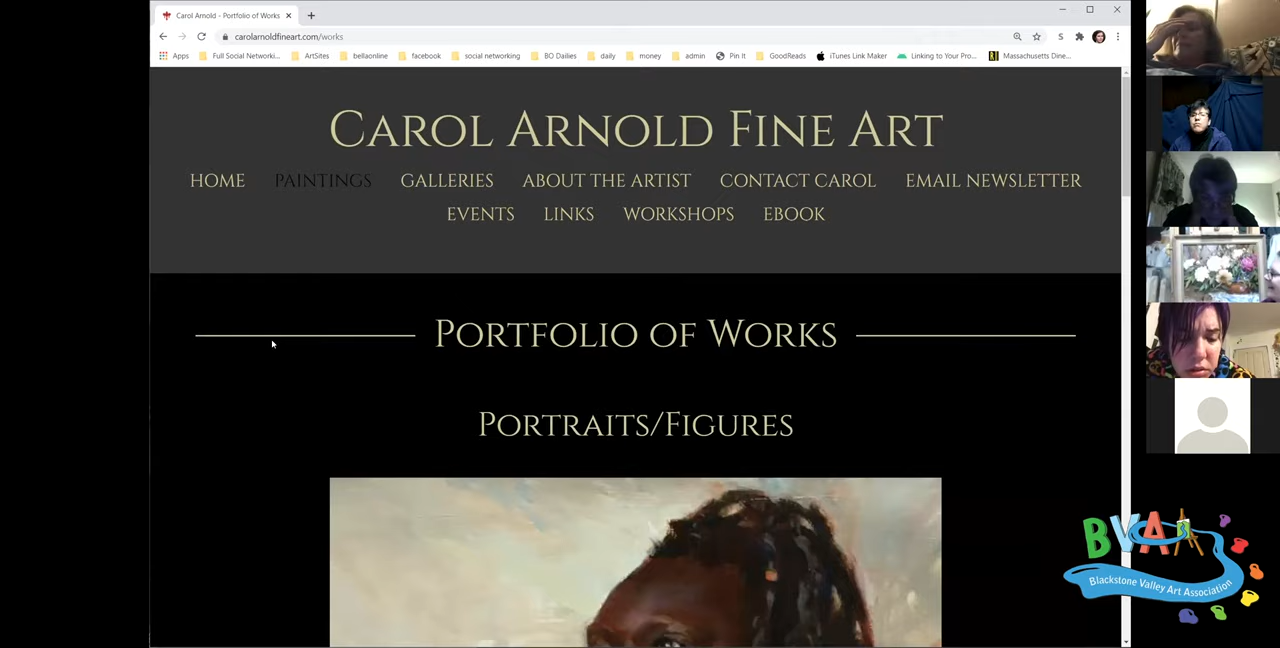 Carol Arnold - Portfolio of Works
carolarnoldfineart.com/works
S
Apps Full Social Networki... ArtSites bellaonline facebook social networking BO Dailies daily money admin Pin It GoodReads iTunes Link Maker Linking to Your Pro... Massachusetts Dine...
CAROL ARNOLD FINE ART
HOME PAINTINGS GALLERIES ABOUT THE ARTIST CONTACT CAROL EMAIL NEWSLETTER
EVENTS LINKS WORKSHOPS EBOOK
PORTFOLIO OF WORKS
PORTRAITS/FIGURES
BVAA
Blackstone Valley Art Association